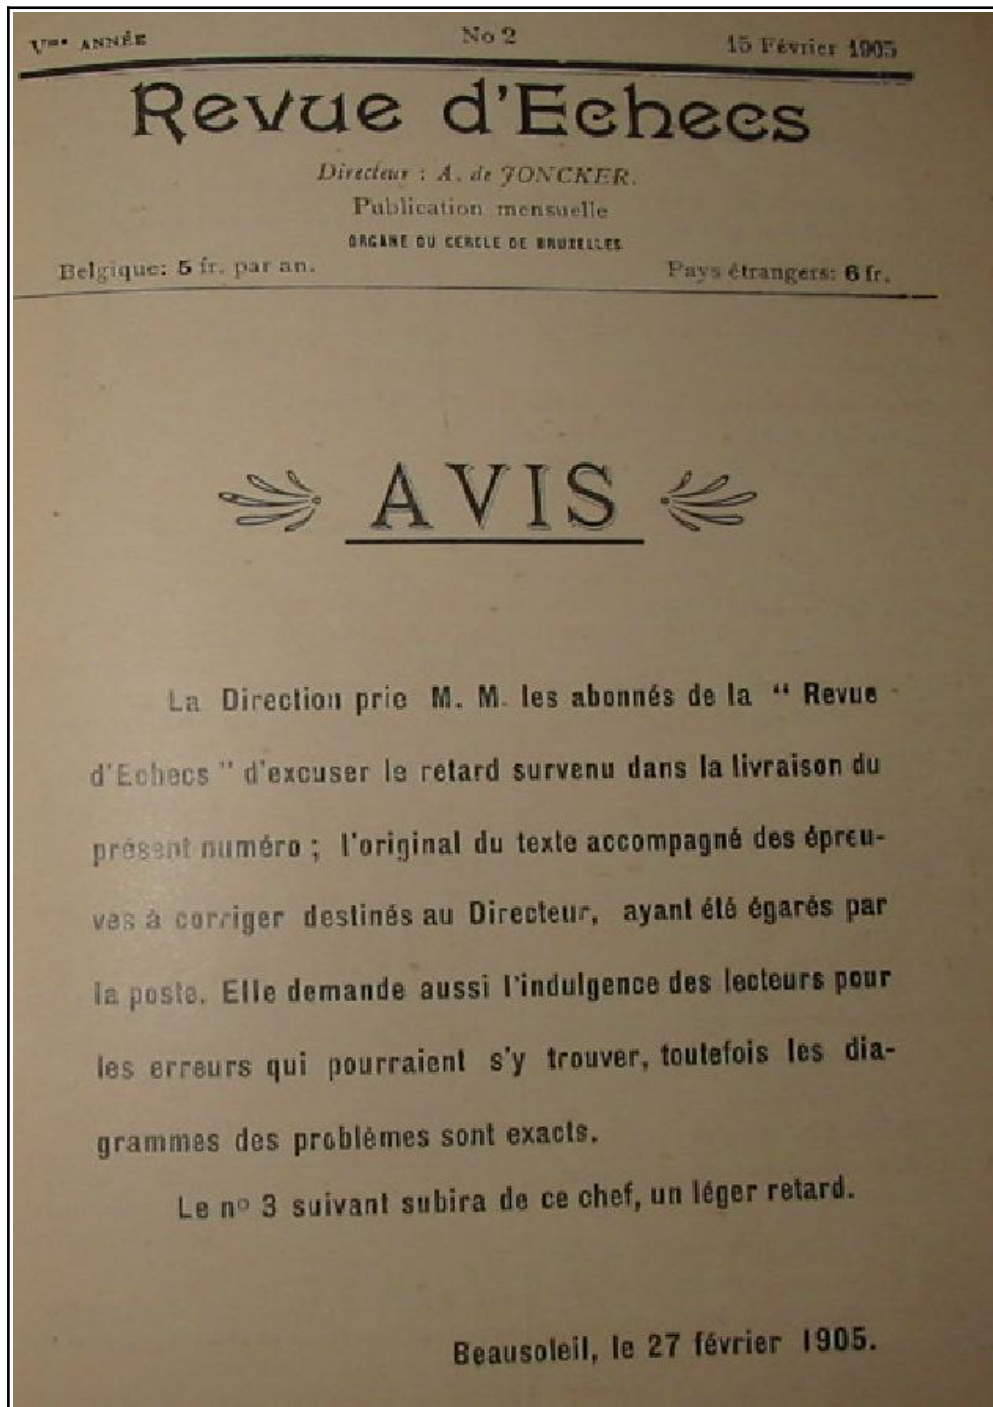 Vme ANNÉE No 2 15 Février 1905
Revue d'Echecs
Directeur : A. de JONCKER.
Publication mensuelle
ORGANE DU CERCLE DE BRUXELLES
Belgique: 5 fr. par an. Pays étrangers: 6 fr.
AVIS
La Direction prie M. M. les abonnés de la “ Revue
d'Echecs ” d'excuser le retard survenu dans la livraison du
présent numéro ; l'original du texte accompagné des épreu-
ves à corriger destinés au Directeur, ayant été égarés par
la poste. Elle demande aussi l'indulgence des lecteurs pour
les erreurs qui pourraient s'y trouver, toutefois les dia-
grammes des problèmes sont exacts.
Le no 3 suivant subira de ce chef, un léger retard.
Beausoleil, le 27 février 1905.